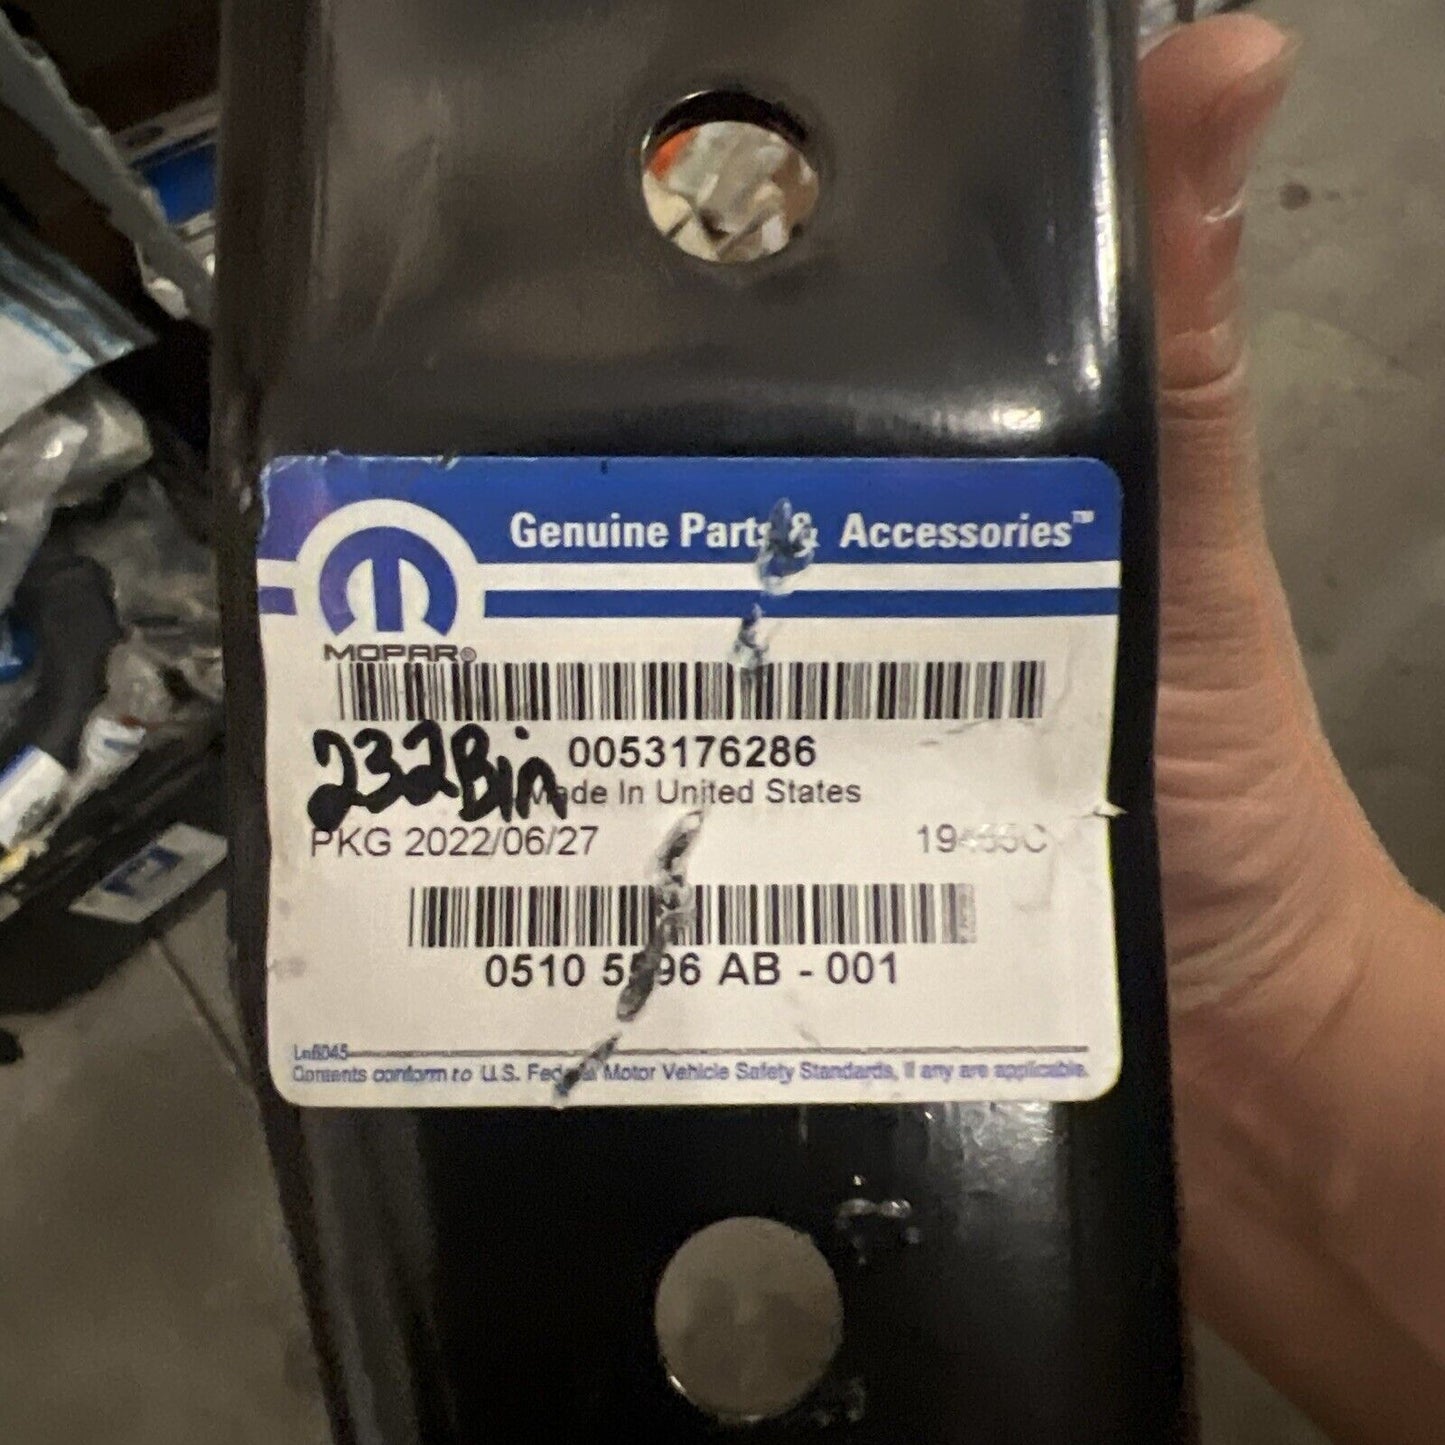 Genuine Parts & Accessories™
MOPAR®
232Bin
0053176286
Made In United States
PKG 2022/06/27
0510 5596 AB - 001
Contents conform to U.S. Federal Motor Vehicle Safety Standards, if any are applicable.